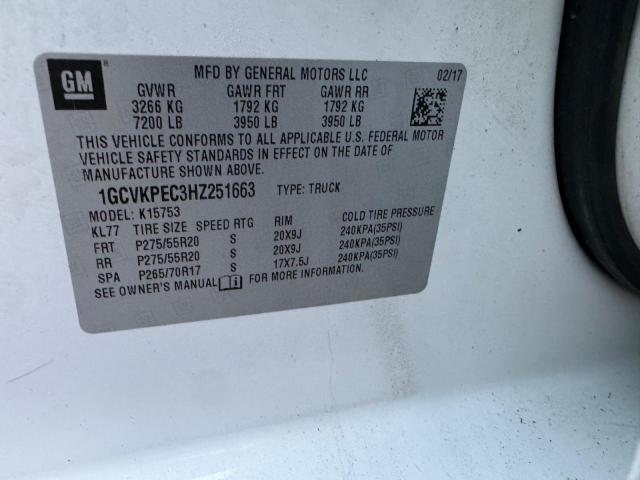 GM
MFD BY GENERAL MOTORS LLC 02/17
GVWR GAWR FRT GAWR RR
3266 KG 1792 KG 1792 KG
7200 LB 3950 LB 3950 LB
THIS VEHICLE CONFORMS TO ALL APPLICABLE U.S. FEDERAL MOTOR
VEHICLE SAFETY STANDARDS IN EFFECT ON THE DATE OF
MANUFACTURE SHOWN ABOVE.
1GCVKPEC3HZ251663 TYPE: TRUCK
MODEL: K15753
KL77 TIRE SIZE SPEED RTG RIM COLD TIRE PRESSURE
FRT P275/55R20 S 20X9J 240KPA(35PSI)
RR P275/55R20 S 20X9J 240KPA(35PSI)
SPA P265/70R17 S 17X7.5J 240KPA(35PSI)
SEE OWNER'S MANUAL FOR MORE INFORMATION.